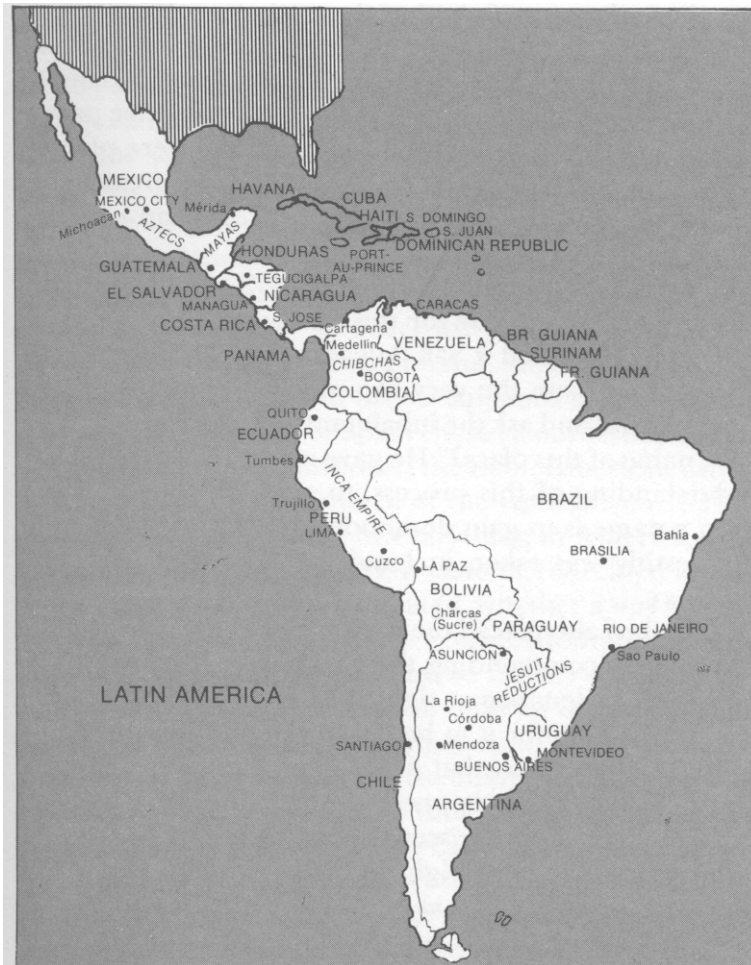 MEXICO
MEXICO CITY
Michoacan
AZTECS
Mérida
MAYAS
HAVANA
CUBA
HAITI
S. DOMINGO
S. JUAN
DOMINICAN REPUBLIC
PORT-
AU-PRINCE
HONDURAS
GUATEMALA
TEGUCIGALPA
EL SALVADOR
NICARAGUA
MANAGUA
COSTA RICA
S. JOSE
PANAMA
CARACAS
Cartagena
Medellin
VENEZUELA
BR. GUIANA
SURINAM
FR. GUIANA
CHIBCHAS
BOGOTA
COLOMBIA
QUITO
ECUADOR
Tumbes
INCA EMPIRE
Trujillo
PERU
LIMA
Cuzco
BRAZIL
Bahía
BRASILIA
LA PAZ
BOLIVIA
Charcas
(Sucre)
PARAGUAY
RIO DE JANEIRO
Sao Paulo
ASUNCION
JESUIT
REDUCTIONS
LATIN AMERICA
La Rioja
Córdoba
URUGUAY
SANTIAGO
Mendoza
MONTEVIDEO
BUENOS AIRES
CHILE
ARGENTINA